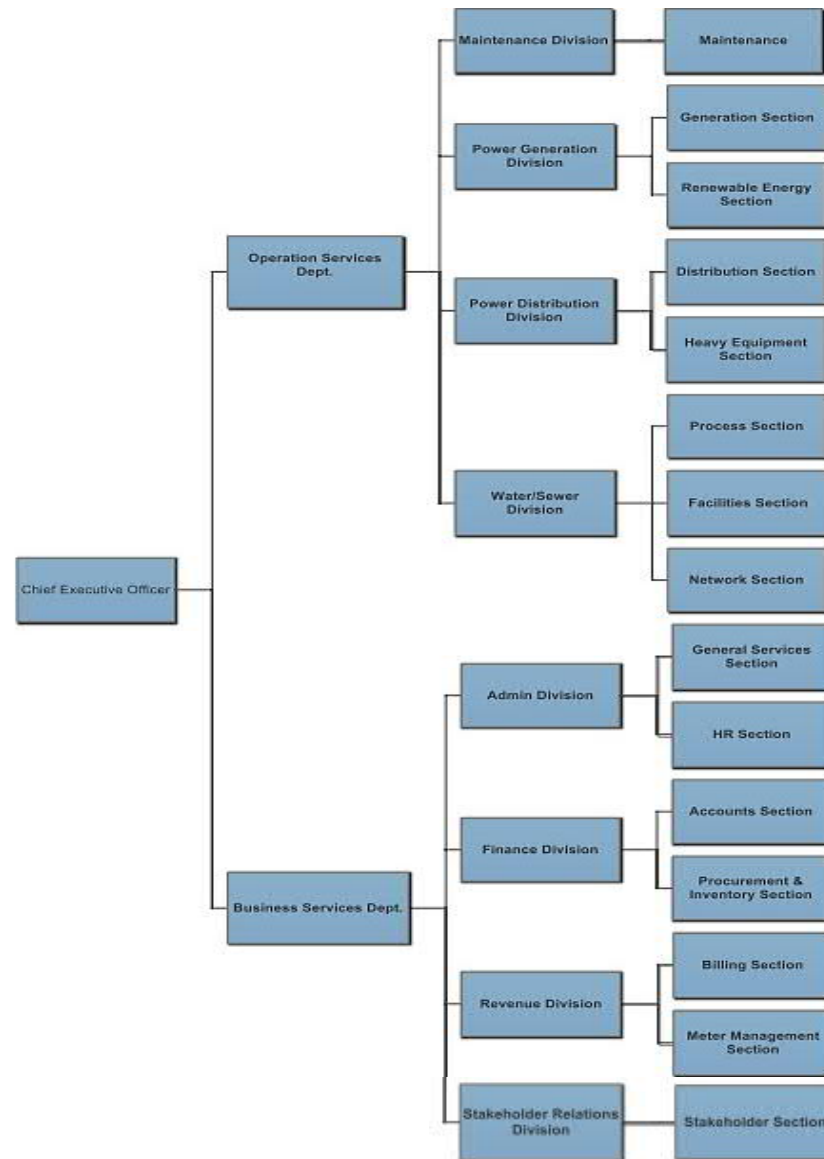 Maintenance Division
Maintenance
Generation Section
Power Generation
Division
Renewable Energy
Section
Operation Services
Dept.
Distribution Section
Power Distribution
Division
Heavy Equipment
Section
Process Section
Water/Sewer
Division
Facilities Section
Network Section
Chief Executive Officer
General Services
Section
Admin Division
HR Section
Accounts Section
Finance Division
Procurement &
Inventory Section
Business Services Dept.
Billing Section
Revenue Division
Meter Management
Section
Stakeholder Relations
Division
Stakeholder Section